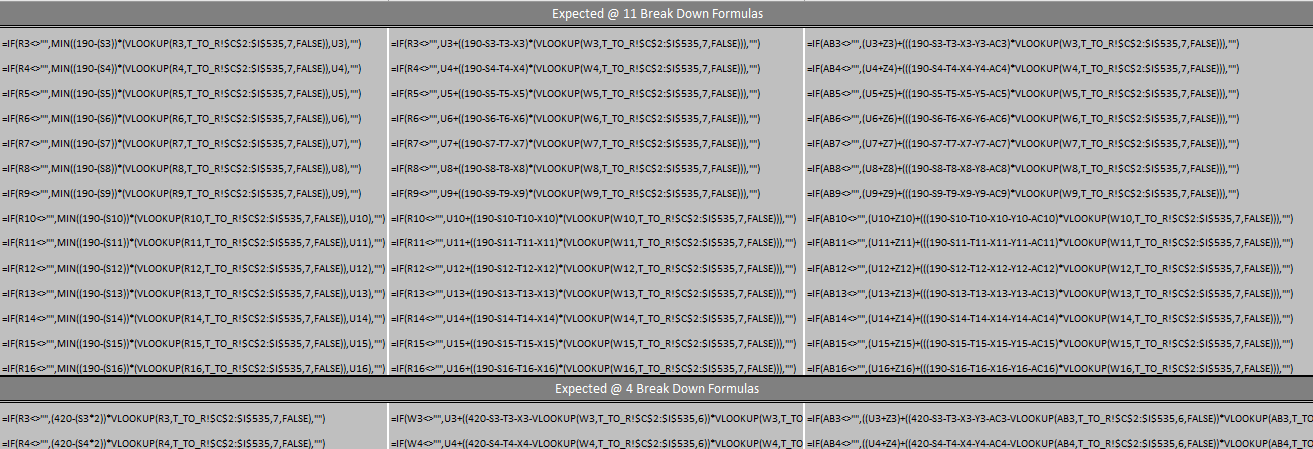 Expected @ 11 Break Down Formulas
=IF(R3<>"",MIN((190-(S3))*(VLOOKUP(R3,T_TO_R!$C$2:$I$535,7,FALSE)),U3),"") =IF(R3<>"",U3+((190-S3-T3-X3)*(VLOOKUP(W3,T_TO_R!$C$2:$I$535,7,FALSE))),"") =IF(AB3<>"",(U3+Z3)+(((190-S3-T3-X3-Y3-AC3)*VLOOKUP(W3,T_TO_R!$C$2:$I$535,7,FALSE))),"")
=IF(R4<>"",MIN((190-(S4))*(VLOOKUP(R4,T_TO_R!$C$2:$I$535,7,FALSE)),U4),"") =IF(R4<>"",U4+((190-S4-T4-X4)*(VLOOKUP(W4,T_TO_R!$C$2:$I$535,7,FALSE))),"") =IF(AB4<>"",(U4+Z4)+(((190-S4-T4-X4-Y4-AC4)*VLOOKUP(W4,T_TO_R!$C$2:$I$535,7,FALSE))),"")
=IF(R5<>"",MIN((190-(S5))*(VLOOKUP(R5,T_TO_R!$C$2:$I$535,7,FALSE)),U5),"") =IF(R5<>"",U5+((190-S5-T5-X5)*(VLOOKUP(W5,T_TO_R!$C$2:$I$535,7,FALSE))),"") =IF(AB5<>"",(U5+Z5)+(((190-S5-T5-X5-Y5-AC5)*VLOOKUP(W5,T_TO_R!$C$2:$I$535,7,FALSE))),"")
=IF(R6<>"",MIN((190-(S6))*(VLOOKUP(R6,T_TO_R!$C$2:$I$535,7,FALSE)),U6),"") =IF(R6<>"",U6+((190-S6-T6-X6)*(VLOOKUP(W6,T_TO_R!$C$2:$I$535,7,FALSE))),"") =IF(AB6<>"",(U6+Z6)+(((190-S6-T6-X6-Y6-AC6)*VLOOKUP(W6,T_TO_R!$C$2:$I$535,7,FALSE))),"")
=IF(R7<>"",MIN((190-(S7))*(VLOOKUP(R7,T_TO_R!$C$2:$I$535,7,FALSE)),U7),"") =IF(R7<>"",U7+((190-S7-T7-X7)*(VLOOKUP(W7,T_TO_R!$C$2:$I$535,7,FALSE))),"") =IF(AB7<>"",(U7+Z7)+(((190-S7-T7-X7-Y7-AC7)*VLOOKUP(W7,T_TO_R!$C$2:$I$535,7,FALSE))),"")
=IF(R8<>"",MIN((190-(S8))*(VLOOKUP(R8,T_TO_R!$C$2:$I$535,7,FALSE)),U8),"") =IF(R8<>"",U8+((190-S8-T8-X8)*(VLOOKUP(W8,T_TO_R!$C$2:$I$535,7,FALSE))),"") =IF(AB8<>"",(U8+Z8)+(((190-S8-T8-X8-Y8-AC8)*VLOOKUP(W8,T_TO_R!$C$2:$I$535,7,FALSE))),"")
=IF(R9<>"",MIN((190-(S9))*(VLOOKUP(R9,T_TO_R!$C$2:$I$535,7,FALSE)),U9),"") =IF(R9<>"",U9+((190-S9-T9-X9)*(VLOOKUP(W9,T_TO_R!$C$2:$I$535,7,FALSE))),"") =IF(AB9<>"",(U9+Z9)+(((190-S9-T9-X9-Y9-AC9)*VLOOKUP(W9,T_TO_R!$C$2:$I$535,7,FALSE))),"")
=IF(R10<>"",MIN((190-(S10))*(VLOOKUP(R10,T_TO_R!$C$2:$I$535,7,FALSE)),U10),"") =IF(R10<>"",U10+((190-S10-T10-X10)*(VLOOKUP(W10,T_TO_R!$C$2:$I$535,7,FALSE))),"") =IF(AB10<>"",(U10+Z10)+(((190-S10-T10-X10-Y10-AC10)*VLOOKUP(W10,T_TO_R!$C$2:$I$535,7,FALSE))),"")
=IF(R11<>"",MIN((190-(S11))*(VLOOKUP(R11,T_TO_R!$C$2:$I$535,7,FALSE)),U11),"") =IF(R11<>"",U11+((190-S11-T11-X11)*(VLOOKUP(W11,T_TO_R!$C$2:$I$535,7,FALSE))),"") =IF(AB11<>"",(U11+Z11)+(((190-S11-T11-X11-Y11-AC11)*VLOOKUP(W11,T_TO_R!$C$2:$I$535,7,FALSE))),"")
=IF(R12<>"",MIN((190-(S12))*(VLOOKUP(R12,T_TO_R!$C$2:$I$535,7,FALSE)),U12),"") =IF(R12<>"",U12+((190-S12-T12-X12)*(VLOOKUP(W12,T_TO_R!$C$2:$I$535,7,FALSE))),"") =IF(AB12<>"",(U12+Z12)+(((190-S12-T12-X12-Y12-AC12)*VLOOKUP(W12,T_TO_R!$C$2:$I$535,7,FALSE))),"")
=IF(R13<>"",MIN((190-(S13))*(VLOOKUP(R13,T_TO_R!$C$2:$I$535,7,FALSE)),U13),"") =IF(R13<>"",U13+((190-S13-T13-X13)*(VLOOKUP(W13,T_TO_R!$C$2:$I$535,7,FALSE))),"") =IF(AB13<>"",(U13+Z13)+(((190-S13-T13-X13-Y13-AC13)*VLOOKUP(W13,T_TO_R!$C$2:$I$535,7,FALSE))),"")
=IF(R14<>"",MIN((190-(S14))*(VLOOKUP(R14,T_TO_R!$C$2:$I$535,7,FALSE)),U14),"") =IF(R14<>"",U14+((190-S14-T14-X14)*(VLOOKUP(W14,T_TO_R!$C$2:$I$535,7,FALSE))),"") =IF(AB14<>"",(U14+Z14)+(((190-S14-T14-X14-Y14-AC14)*VLOOKUP(W14,T_TO_R!$C$2:$I$535,7,FALSE))),"")
=IF(R15<>"",MIN((190-(S15))*(VLOOKUP(R15,T_TO_R!$C$2:$I$535,7,FALSE)),U15),"") =IF(R15<>"",U15+((190-S15-T15-X15)*(VLOOKUP(W15,T_TO_R!$C$2:$I$535,7,FALSE))),"") =IF(AB15<>"",(U15+Z15)+(((190-S15-T15-X15-Y15-AC15)*VLOOKUP(W15,T_TO_R!$C$2:$I$535,7,FALSE))),"")
=IF(R16<>"",MIN((190-(S16))*(VLOOKUP(R16,T_TO_R!$C$2:$I$535,7,FALSE)),U16),"") =IF(R16<>"",U16+((190-S16-T16-X16)*(VLOOKUP(W16,T_TO_R!$C$2:$I$535,7,FALSE))),"") =IF(AB16<>"",(U16+Z16)+(((190-S16-T16-X16-Y16-AC16)*VLOOKUP(W16,T_TO_R!$C$2:$I$535,7,FALSE))),"")
Expected @ 4 Break Down Formulas
=IF(R3<>"",(420-(S3*2))*VLOOKUP(R3,T_TO_R!$C$2:$I$535,7,FALSE),"") =IF(W3<>"",U3+((420-S3-T3-X3-VLOOKUP(W3,T_TO_R!$C$2:$I$535,6))*VLOOKUP(W3,T_TO =IF(AB3<>"",((U3+Z3)+((420-S3-T3-X3-Y3-AC3-VLOOKUP(AB3,T_TO_R!$C$2:$I$535,6,FALSE))*VLOOKUP(AB3,T_TO
=IF(R4<>"",(420-(S4*2))*VLOOKUP(R4,T_TO_R!$C$2:$I$535,7,FALSE),"") =IF(W4<>"",U4+((420-S4-T4-X4-VLOOKUP(W4,T_TO_R!$C$2:$I$535,6))*VLOOKUP(W4,T_TO =IF(AB4<>"",((U4+Z4)+((420-S4-T4-X4-Y4-AC4-VLOOKUP(AB4,T_TO_R!$C$2:$I$535,6,FALSE))*VLOOKUP(AB4,T_TO